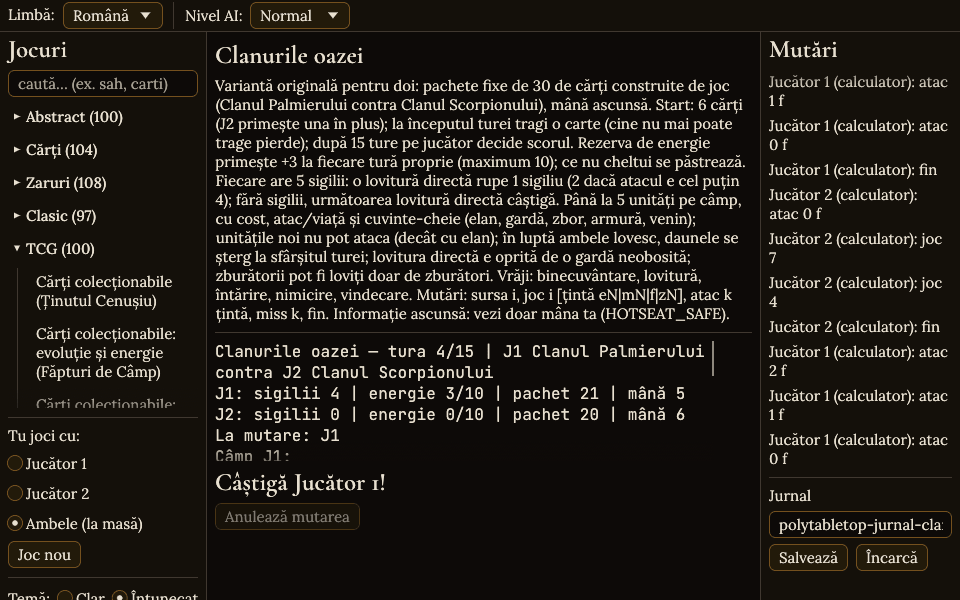 Limbă: Română ▼ Nivel AI: Normal ▼
Jocuri
caută... (ex. sah, carti)
▸ Abstract (100)
▸ Cărți (104)
▸ Zaruri (108)
▸ Clasic (97)
▾ TCG (100)
Cărți colecționabile
(Ținutul Cenușiu)
Cărți colecționabile:
evoluție și energie
(Făpturi de Câmp)
Cărți colecționabile:
Tu joci cu:
Jucător 1
Jucător 2
Ambele (la masă)
Joc nou
Temă: Clar Întunecat
Clanurile oazei
Variantă originală pentru doi: pachete fixe de 30 de cărți construite de joc
(Clanul Palmierului contra Clanul Scorpionului), mână ascunsă. Start: 6 cărți
(J2 primește una în plus); la începutul turei tragi o carte (cine nu mai poate
trage pierde); după 15 ture pe jucător decide scorul. Rezerva de energie
primește +3 la fiecare tură proprie (maximum 10); ce nu cheltui se păstrează.
Fiecare are 5 sigilii: o lovitură directă rupe 1 sigiliu (2 dacă atacul e cel puțin
4); fără sigilii, următoarea lovitură directă câștigă. Până la 5 unități pe câmp,
cu cost, atac/viață și cuvinte-cheie (elan, gardă, zbor, armură, venin);
unitățile noi nu pot ataca (decât cu elan); în luptă ambele lovesc, daunele se
șterg la sfârșitul turei; lovitura directă e oprită de o gardă neobosită;
zburătorii pot fi loviți doar de zburători. Vrăji: binecuvântare, lovitură,
întărire, nimicire, vindecare. Mutări: sursa i, joc i [țintă eN|mN|f|zN], atac k
țintă, miss k, fin. Informație ascunsă: vezi doar mâna ta (HOTSEAT_SAFE).
Clanurile oazei — tura 4/15 | J1 Clanul Palmierului
contra J2 Clanul Scorpionului
J1: sigilii 4 | energie 3/10 | pachet 21 | mână 5
J2: sigilii 0 | energie 0/10 | pachet 20 | mână 6
La mutare: J1
Câmp J1:
Câștigă Jucător 1!
Anulează mutarea
Mutări
Jucător 1 (calculator): atac
1 f
Jucător 1 (calculator): atac
0 f
Jucător 1 (calculator): fin
Jucător 2 (calculator):
atac 0 f
Jucător 2 (calculator): joc
7
Jucător 2 (calculator): joc
4
Jucător 2 (calculator): fin
Jucător 1 (calculator): atac
2 f
Jucător 1 (calculator): atac
1 f
Jucător 1 (calculator): atac
0 f
Jurnal
polytabletop-jurnal-cla
Salvează Încarcă